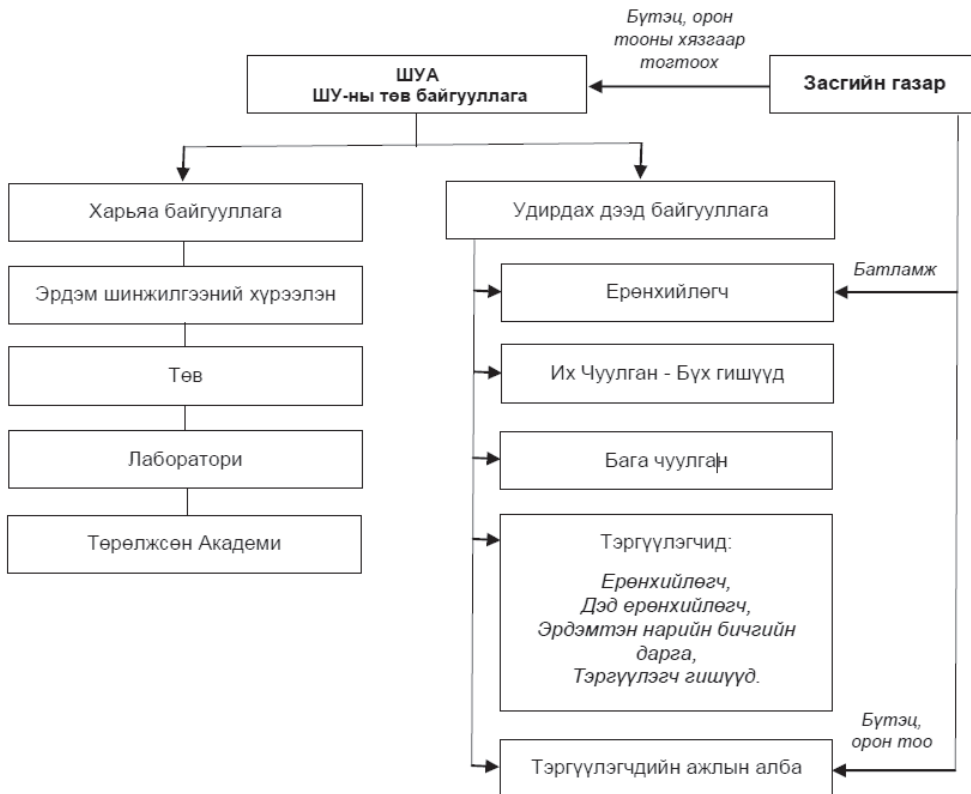 Бүтэц, орон
тооны хязгаар
тогтоох
ШУА
ШУ-ны төв байгууллага
Засгийн газар
Харьяа байгууллага
Удирдах дээд байгууллага
Эрдэм шинжилгээний хүрээлэн
Ерөнхийлөгч
Батламж
Төв
Их Чуулган - Бүх гишүүд
Лаборатори
Бага чуулган
Төрөлжсөн Академи
Тэргүүлэгчид:
Ерөнхийлөгч,
Дэд ерөнхийлөгч,
Эрдэмтэн нарийн бичгийн
дарга,
Тэргүүлэгч гишүүд.
Бүтэц,
орон тоо
Тэргүүлэгчдийн ажлын алба